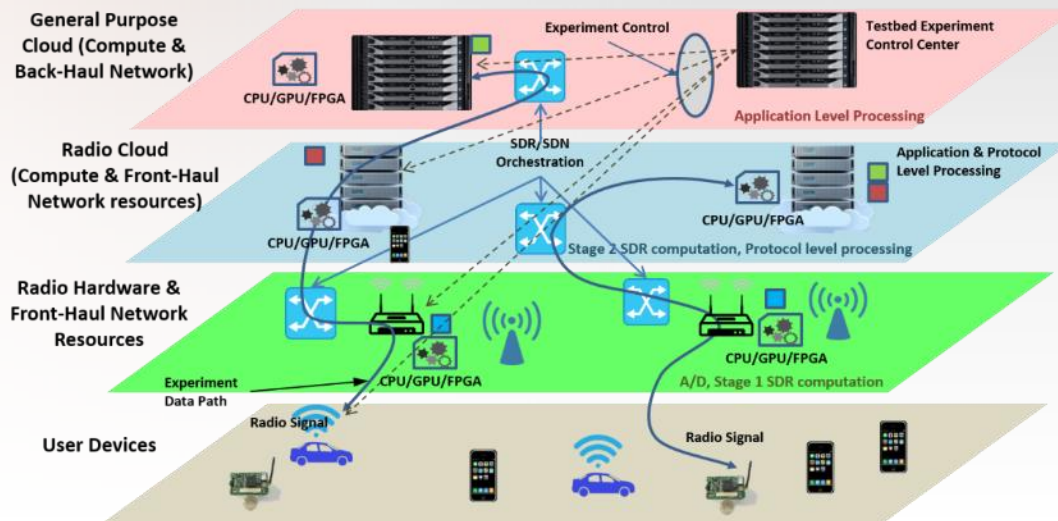 General Purpose
Cloud (Compute &
Back-Haul Network)
CPU/GPU/FPGA
Experiment Control
Testbed Experiment
Control Center
Application Level Processing
Radio Cloud
(Compute & Front-Haul
Network resources)
CPU/GPU/FPGA
SDR/SDN
Orchestration
CPU/GPU/FPGA
Application & Protocol
Level Processing
Stage 2 SDR computation, Protocol level processing
Radio Hardware &
Front-Haul Network
Resources
CPU/GPU/FPGA
CPU/GPU/FPGA
A/D, Stage 1 SDR computation
Experiment
Data Path
User Devices
Radio Signal
Radio Signal